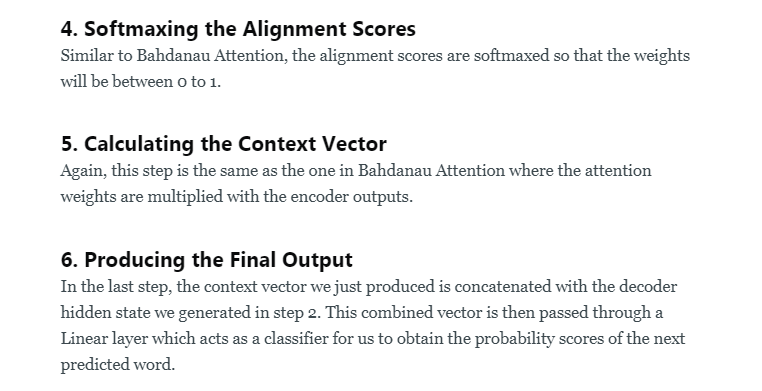 4. Softmaxing the Alignment Scores
Similar to Bahdanau Attention, the alignment scores are softmaxed so that the weights
will be between 0 to 1.
5. Calculating the Context Vector
Again, this step is the same as the one in Bahdanau Attention where the attention
weights are multiplied with the encoder outputs.
6. Producing the Final Output
In the last step, the context vector we just produced is concatenated with the decoder
hidden state we generated in step 2. This combined vector is then passed through a
Linear layer which acts as a classifier for us to obtain the probability scores of the next
predicted word.